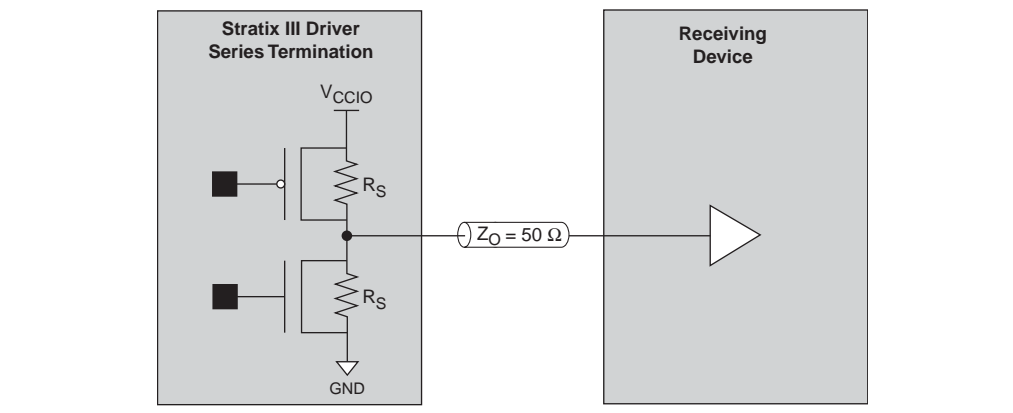 Stratix III Driver
Series Termination
Receiving
Device
VCCIO
RS
ZO = 50 Ω
RS
GND